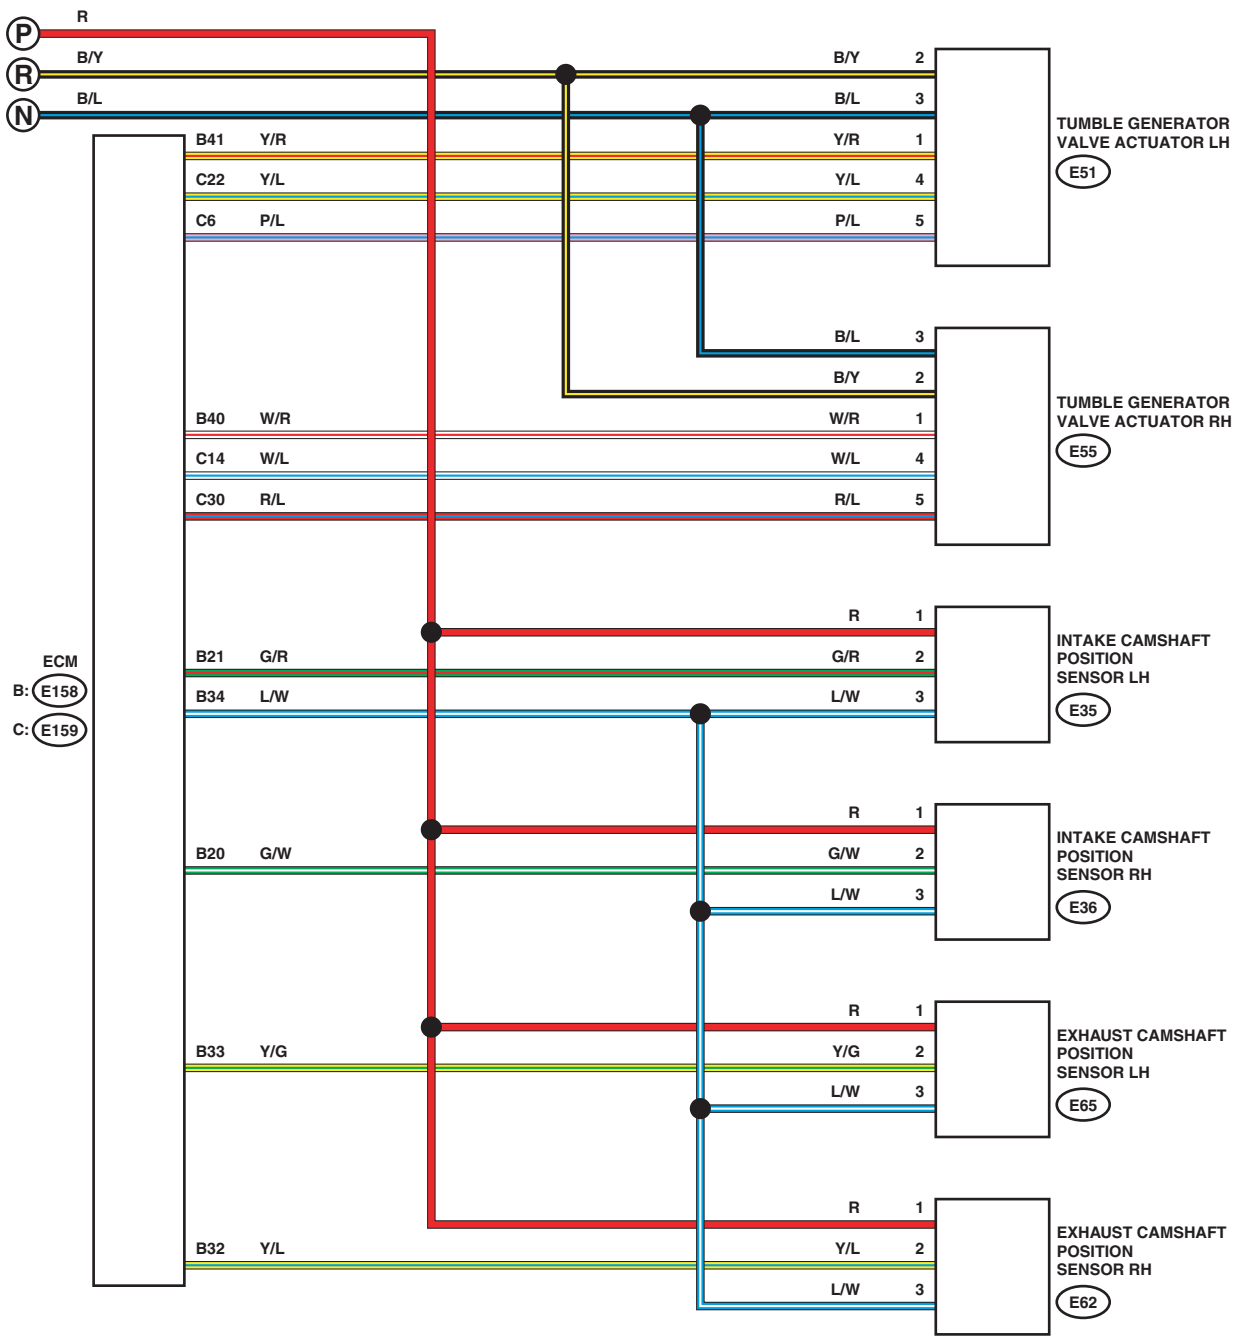 R
P
B/Y B/Y 2
R
B/L B/L 3
N
TUMBLE GENERATOR
VALVE ACTUATOR LH
E51
B41 Y/R Y/R 1
C22 Y/L Y/L 4
C6 P/L P/L 5
B/L 3
B/Y 2
TUMBLE GENERATOR
VALVE ACTUATOR RH
E55
B40 W/R W/R 1
C14 W/L W/L 4
C30 R/L R/L 5
R 1
INTAKE CAMSHAFT
POSITION
SENSOR LH
E35
B21 G/R G/R 2
ECM
B: E158
C: E159
B34 L/W L/W 3
R 1
INTAKE CAMSHAFT
POSITION
SENSOR RH
E36
B20 G/W G/W 2
L/W 3
R 1
EXHAUST CAMSHAFT
POSITION
SENSOR LH
E65
B33 Y/G Y/G 2
L/W 3
R 1
EXHAUST CAMSHAFT
POSITION
SENSOR RH
E62
B32 Y/L Y/L 2
L/W 3